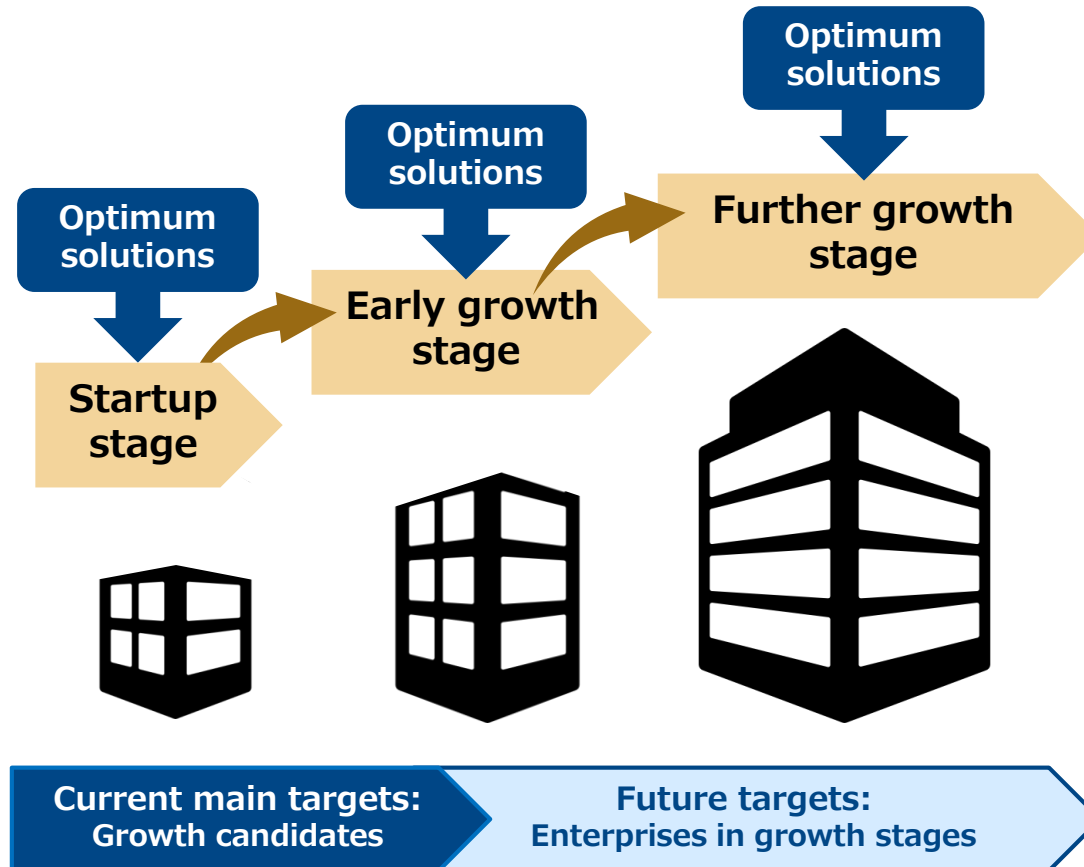 Optimum
solutions
Optimum
solutions
Optimum
solutions
Further growth
stage
Early growth
stage
Startup
stage
Current main targets:
Growth candidates
Future targets:
Enterprises in growth stages